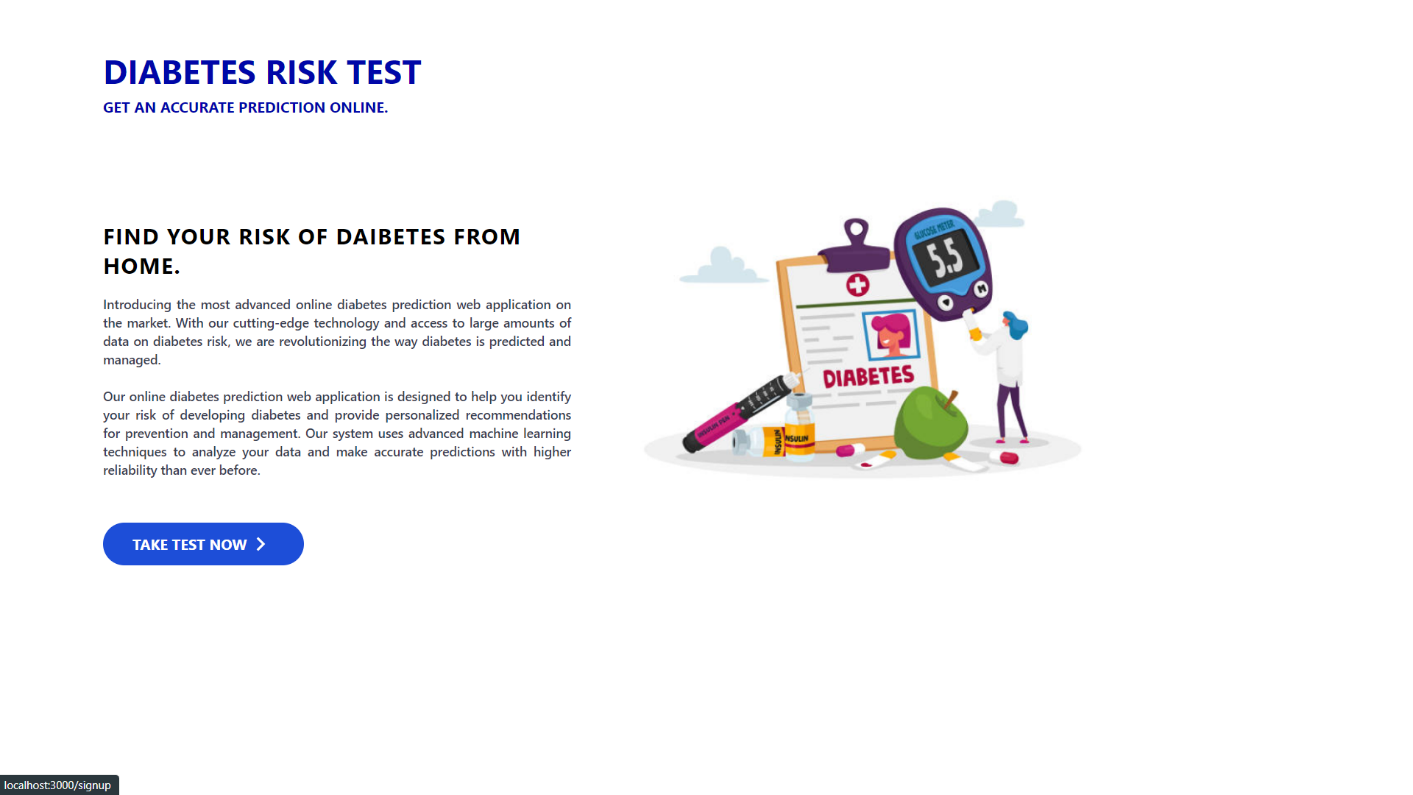 DIABETES RISK TEST
GET AN ACCURATE PREDICTION ONLINE.
FIND YOUR RISK OF DAIBETES FROM
HOME.
Introducing the most advanced online diabetes prediction web application on
the market. With our cutting-edge technology and access to large amounts of
data on diabetes risk, we are revolutionizing the way diabetes is predicted and
managed.
Our online diabetes prediction web application is designed to help you identify
your risk of developing diabetes and provide personalized recommendations
for prevention and management. Our system uses advanced machine learning
techniques to analyze your data and make accurate predictions with higher
reliability than ever before.
TAKE TEST NOW
GLUCOSE METER
5.5
DIABETES
INSULIN PEN
INSULIN
INSULIN
localhost:3000/signup